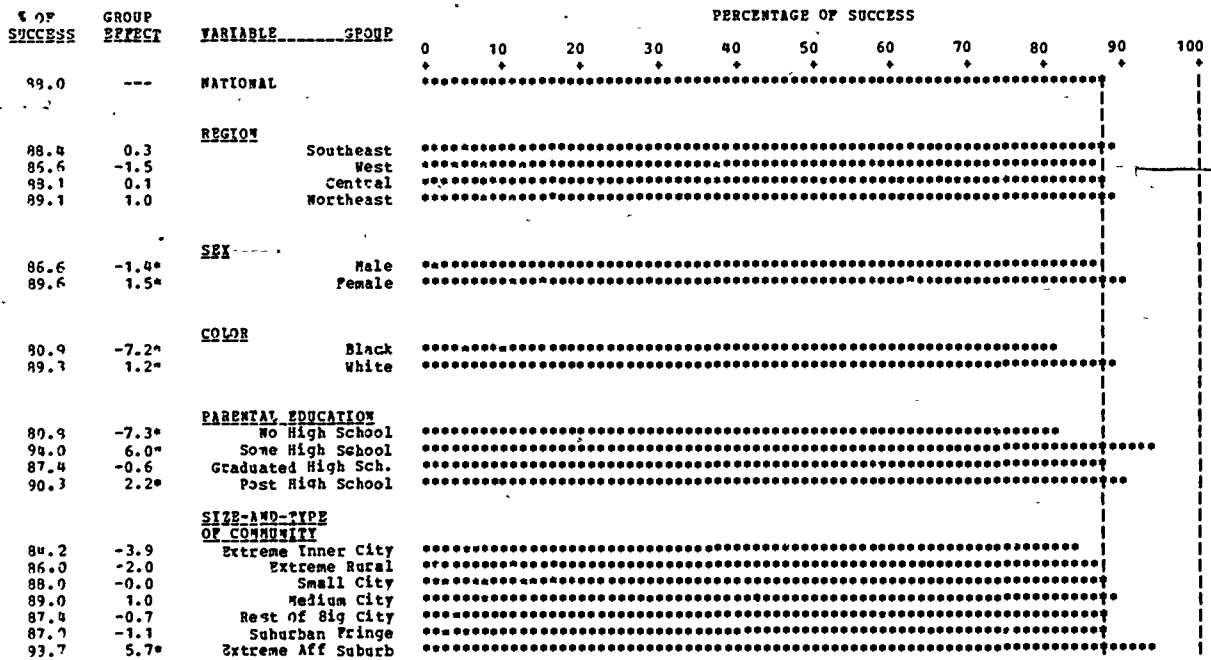 % OF GROUP PERCENTAGE OF SUCCESS
SUCCESS EFFECT VARIABLE GROUP
0 10 20 30 40 50 60 70 80 90 100
88.0 --- NATIONAL
REGION
88.4 0.3 Southeast
86.6 -1.5 West
88.1 0.1 Central
89.1 1.0 Northeast
SEX
86.6 -1.4* Male
89.6 1.5* Female
COLOR
80.9 -7.2* Black
89.3 1.2* White
PARENTAL EDUCATION
80.8 -7.3* No High School
94.0 6.0* Some High School
87.4 -0.6 Graduated High Sch.
90.3 2.2* Post High School
SIZE-AND-TYPE
OF COMMUNITY
84.2 -3.9 Extreme Inner City
86.0 -2.0 Extreme Rural
88.0 -0.0 Small City
89.0 1.0 Medium City
87.4 -0.7 Rest of Big City
87.0 -1.1 Suburban Fringe
93.7 5.7* Extreme Aff Suburb